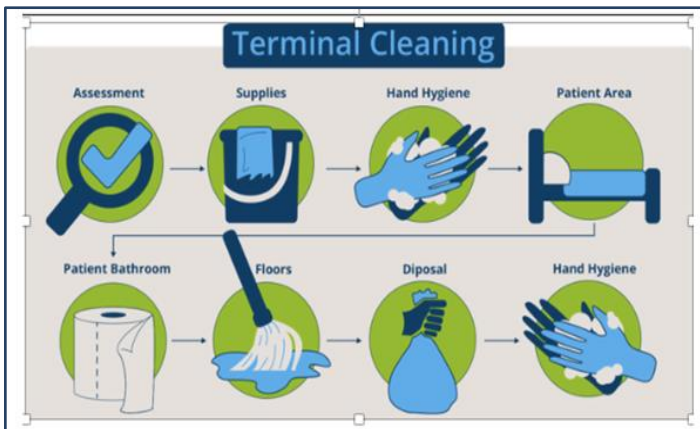 Terminal Cleaning
Assessment
Supplies
Hand Hygiene
Patient Area
Patient Bathroom
Floors
Diposal
Hand Hygiene